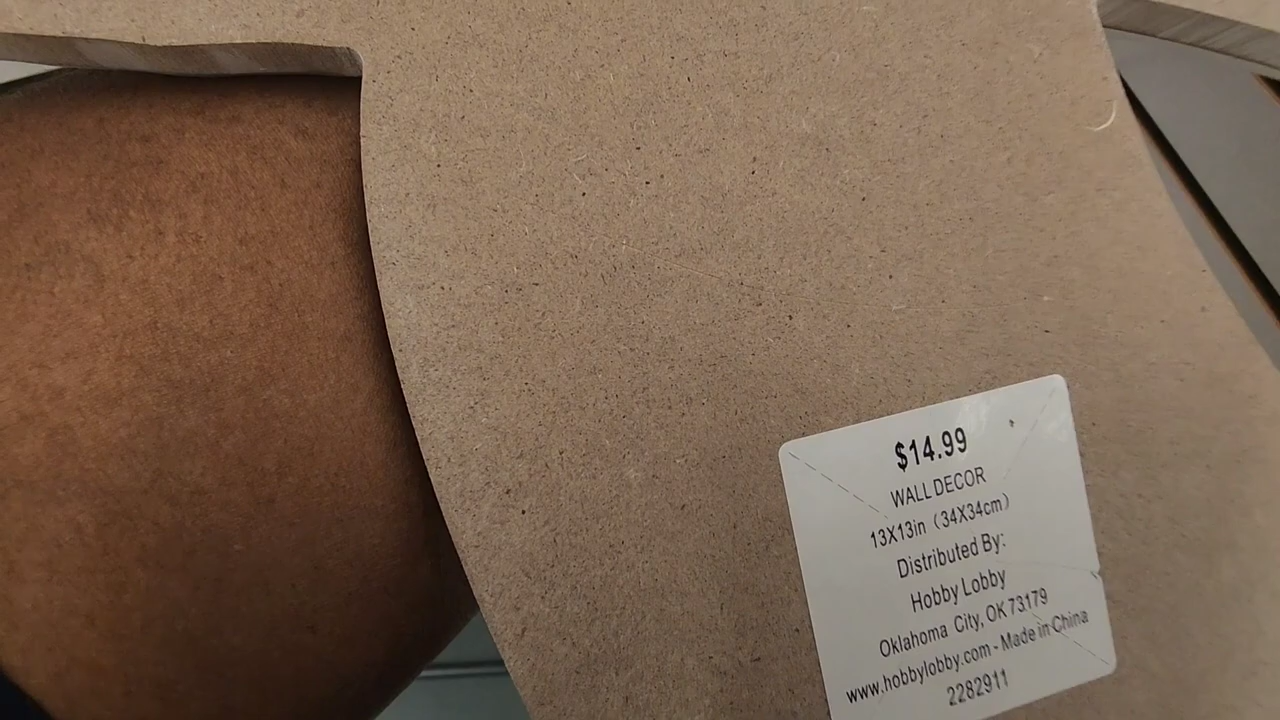 $14.99
WALL DECOR
13X13in (34X34cm)
Distributed By:
Hobby Lobby
Oklahoma City, OK 73179
www.hobbylobby.com - Made in China
2282911